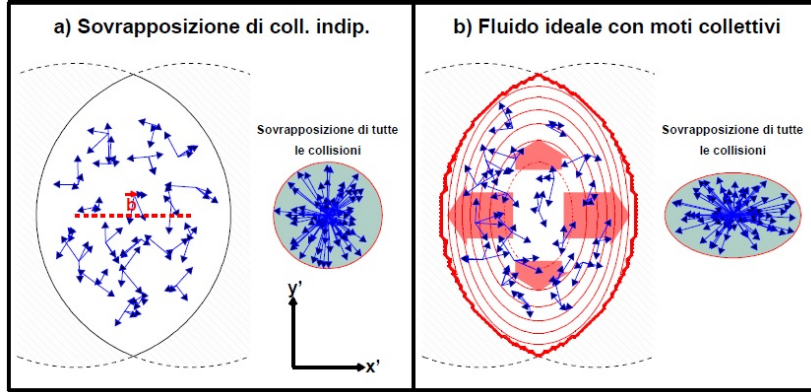 a) Sovrapposizione di coll. indip.
b
Sovrapposizione di tutte
le collisioni
y'
x'
b) Fluido ideale con moti collettivi
Sovrapposizione di tutte
le collisioni